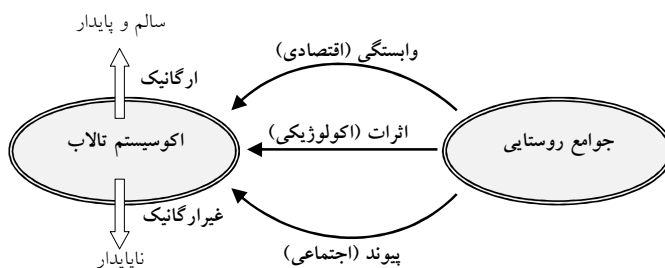 سالم و پایدار
وابستگی (اقتصادی)
ارگانیک
جوامع روستایی
اثرات (اکولوژیکی)
اکوسیستم تالاب
غیرارگانیک
پیوند (اجتماعی)
ناپایدار